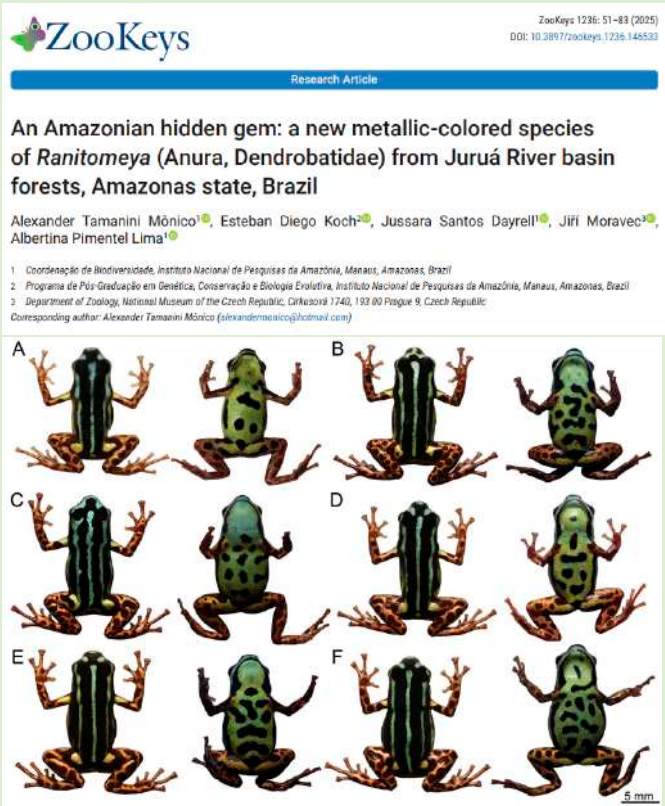 ZooKeys
ZooKeys 1236: 51–83 (2025)
DOI: 10.3897/zookeys.1236.146533
Research Article
An Amazonian hidden gem: a new metallic-colored species
of Ranitomeya (Anura, Dendrobatidae) from Juruá River basin
forests, Amazonas state, Brazil
Alexander Tamanini Mônico¹, Esteban Diego Koch², Jussara Santos Dayrell¹, Jiří Moravec³,
Albertina Pimentel Lima¹
1 Coordenação de Biodiversidade, Instituto Nacional de Pesquisas da Amazônia, Manaus, Amazonas, Brazil
2 Programa de Pós-Graduação em Genética, Conservação e Biologia Evolutiva, Instituto Nacional de Pesquisas da Amazônia, Manaus, Amazonas, Brazil
3 Department of Zoology, National Museum of the Czech Republic, Cirkusová 1740, 193 00 Prague 9, Czech Republic
Corresponding author: Alexander Tamanini Mônico (alexandermonico@hotmail.com)
A
B
C
D
E
F
5 mm